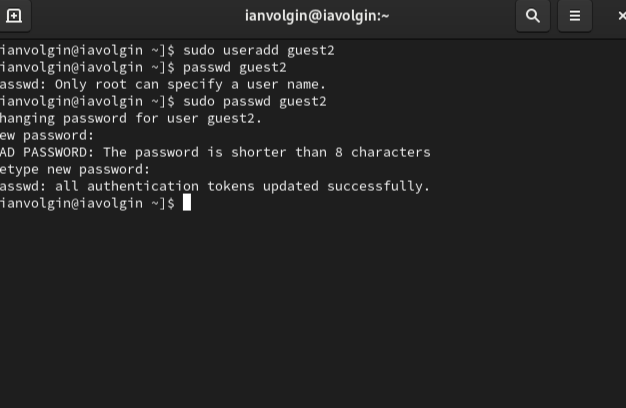 ianvolgin@iavolgin:~
ianvolgin@iavolgin ~]$ sudo useradd guest2
ianvolgin@iavolgin ~]$ passwd guest2
asswd: Only root can specify a user name.
ianvolgin@iavolgin ~]$ sudo passwd guest2
hanging password for user guest2.
ew password:
AD PASSWORD: The password is shorter than 8 characters
etype new password:
asswd: all authentication tokens updated successfully.
ianvolgin@iavolgin ~]$